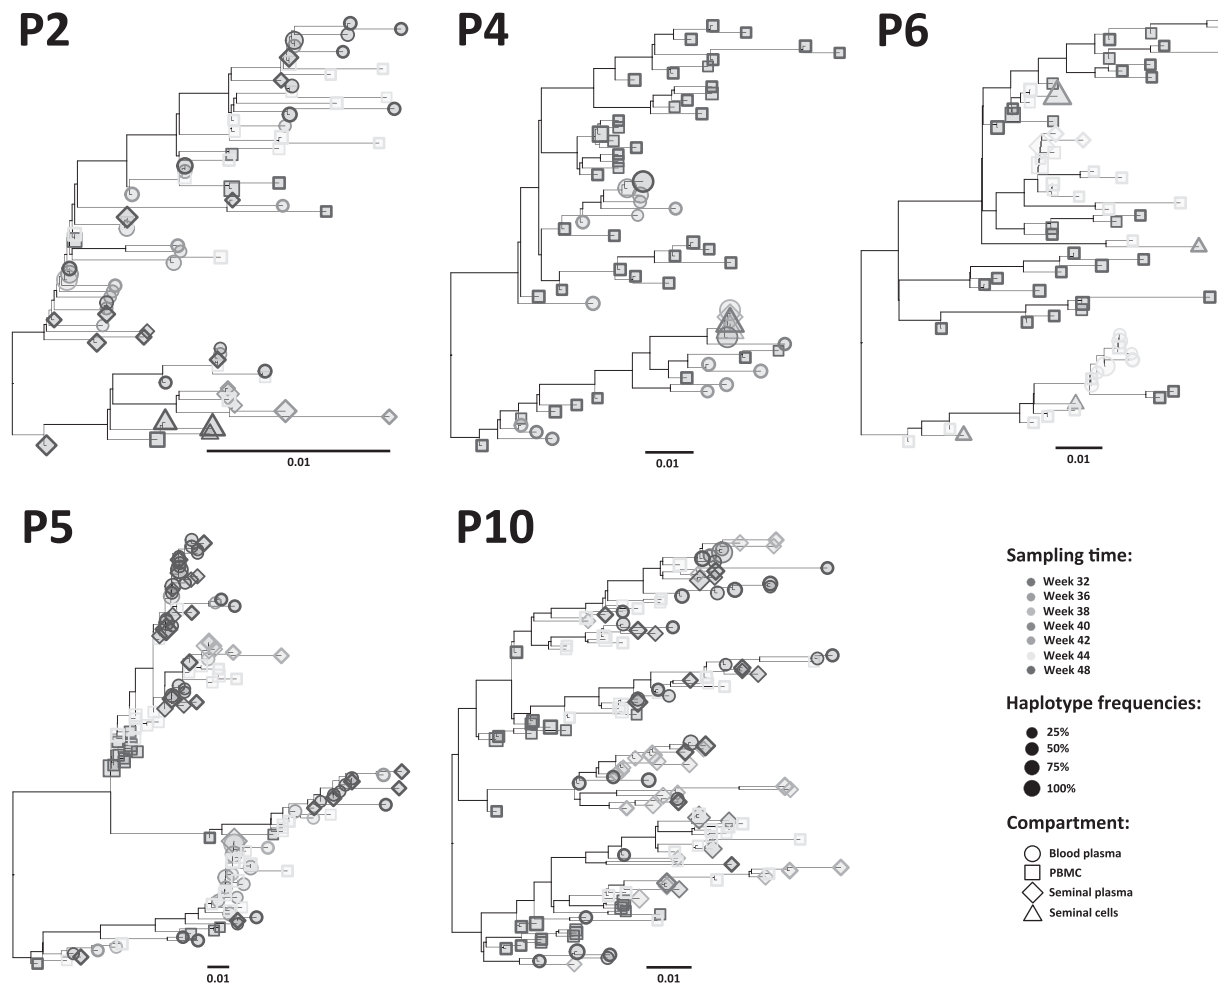 P2
P4
P6
0.01
0.01
0.01
P5
P10
Sampling time:
Week 32
Week 36
Week 38
Week 40
Week 42
Week 44
Week 48
Haplotype frequencies:
25%
50%
75%
100%
Compartment:
Blood plasma
PBMC
Seminal plasma
Seminal cells
0.01
0.01